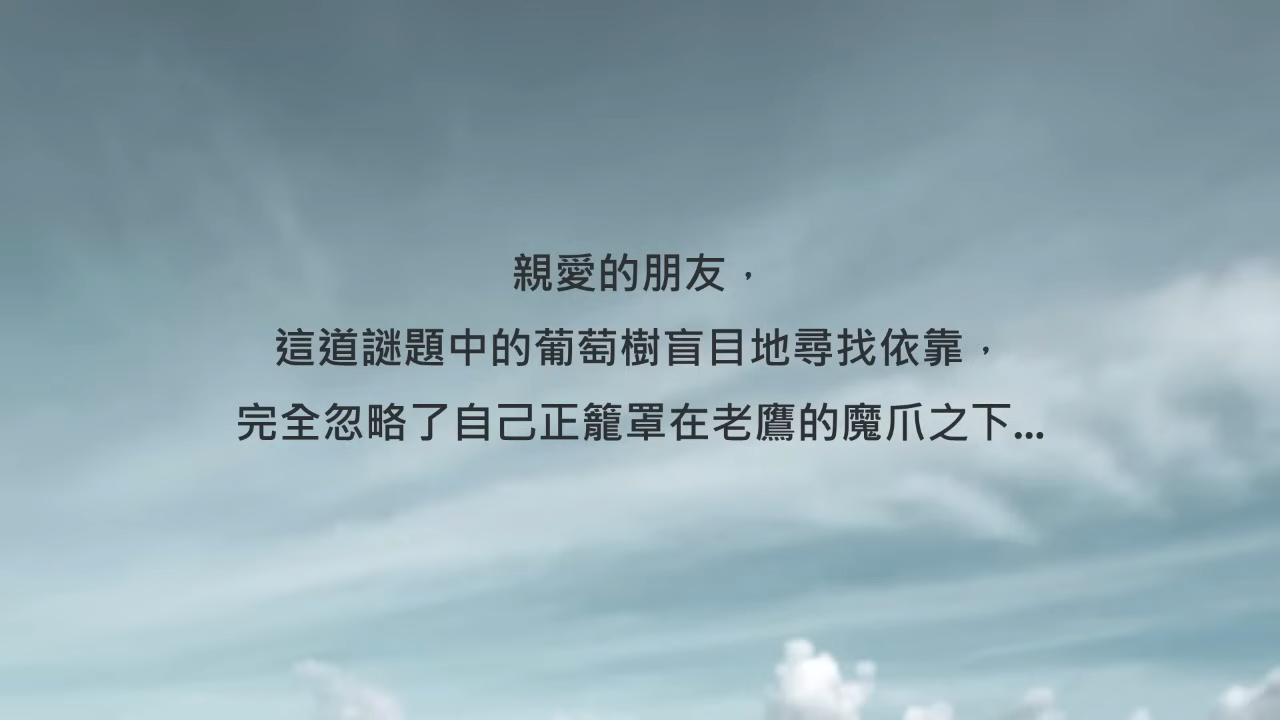 親愛的朋友，
這道謎題中的葡萄樹盲目地尋找依靠，
完全忽略了自己正籠罩在老鷹的魔爪之下...